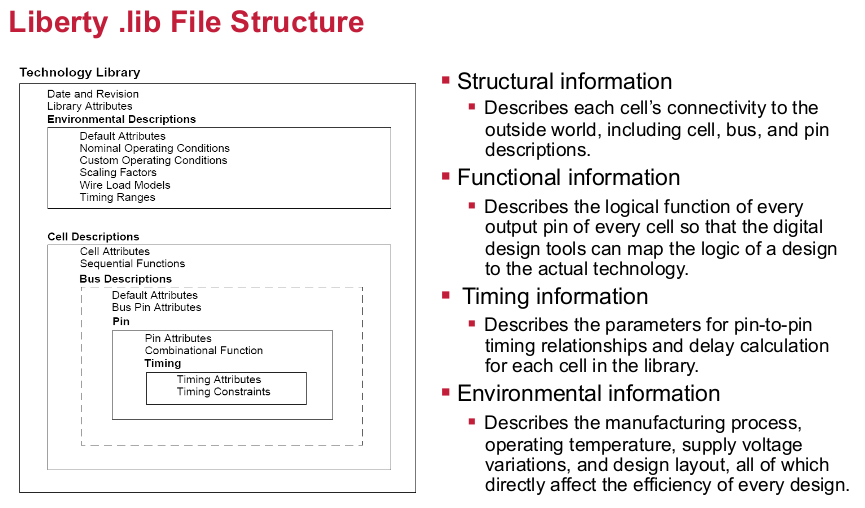 Liberty .lib File Structure
Technology Library
Date and Revision
Library Attributes
Environmental Descriptions
Default Attributes
Nominal Operating Conditions
Custom Operating Conditions
Scaling Factors
Wire Load Models
Timing Ranges
Cell Descriptions
Cell Attributes
Sequential Functions
Bus Descriptions
Default Attributes
Bus Pin Attributes
Pin
Pin Attributes
Combinational Function
Timing
Timing Attributes
Timing Constraints
Structural information
Describes each cell's connectivity to the
outside world, including cell, bus, and pin
descriptions.
Functional information
Describes the logical function of every
output pin of every cell so that the digital
design tools can map the logic of a design
to the actual technology.
Timing information
Describes the parameters for pin-to-pin
timing relationships and delay calculation
for each cell in the library.
Environmental information
Describes the manufacturing process,
operating temperature, supply voltage
variations, and design layout, all of which
directly affect the efficiency of every design.